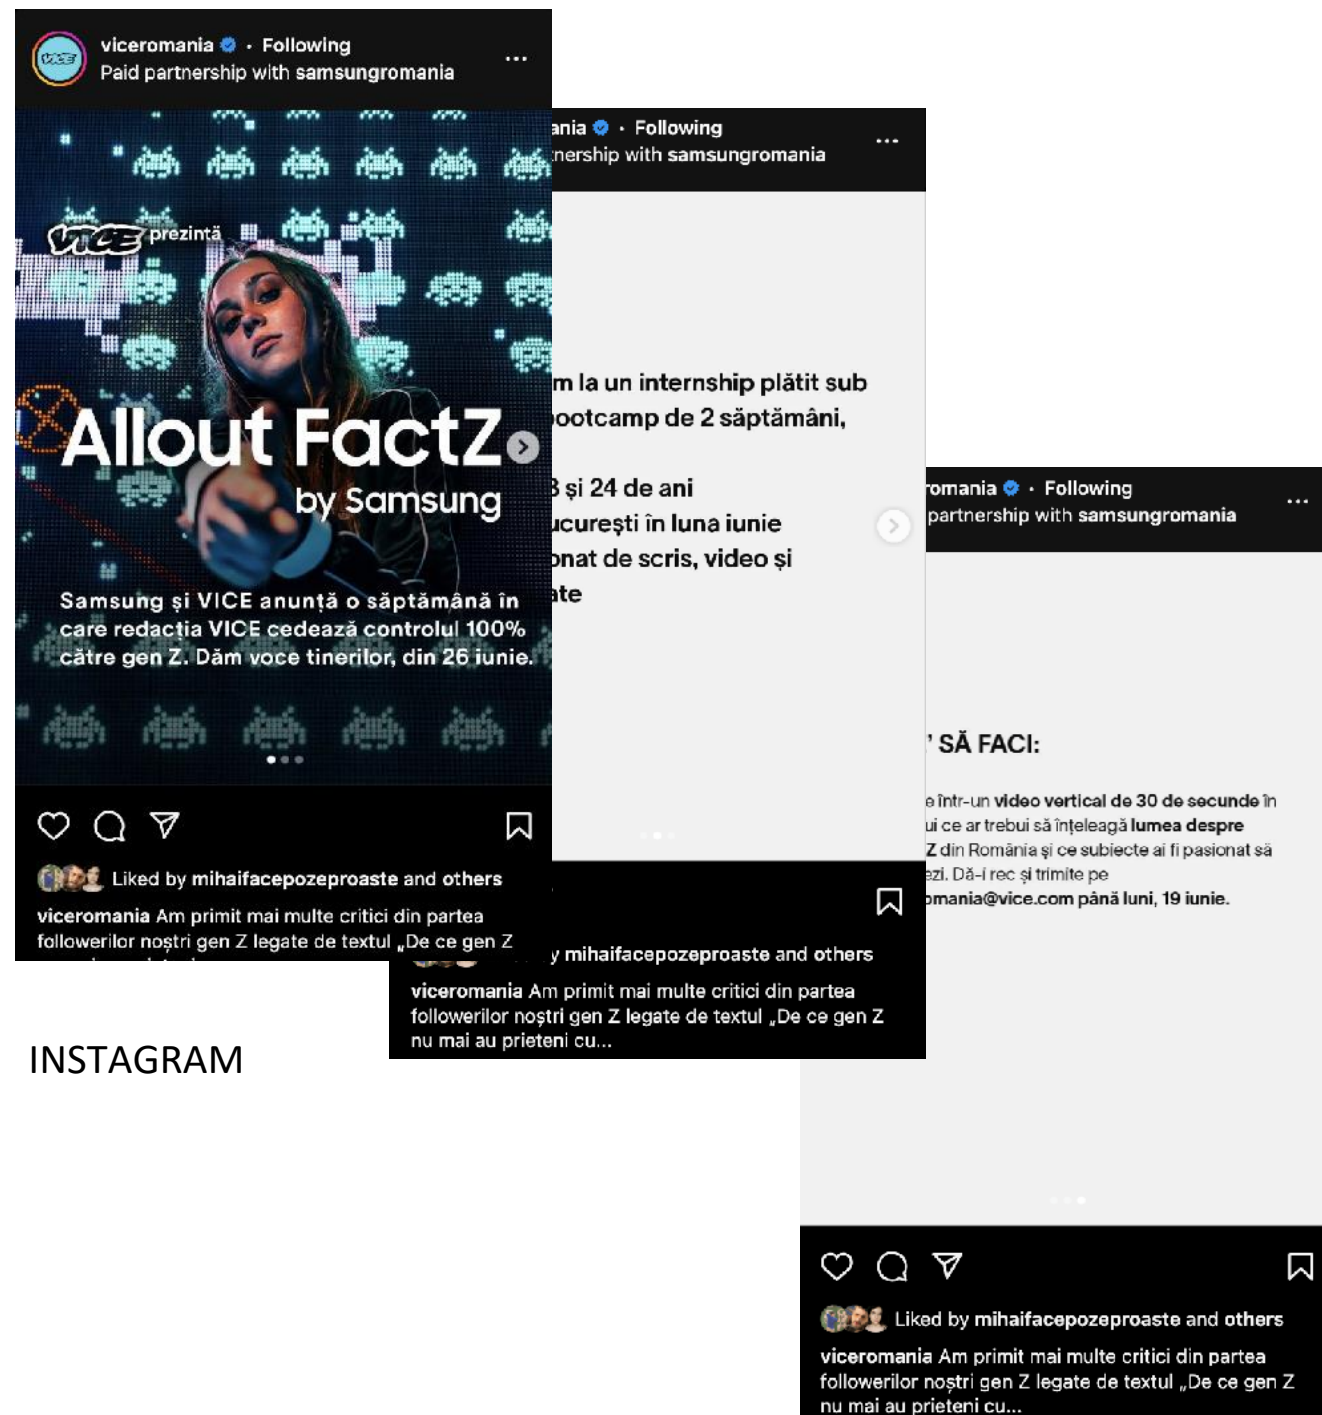 viceromania • Following
Paid partnership with samsungromania
VICE prezintă
Allout FactZ
by Samsung
Samsung și VICE anunță o săptămână în
care redacția VICE cedează controlul 100%
către gen Z. Dăm voce tinerilor, din 26 iunie.
Liked by mihaifacepozeproaste and others
viceromania Am primit mai multe critici din partea
followerilor noștri gen Z legate de textul „De ce gen Z
ania • Following
nership with samsungromania
m la un internship plătit sub
ootcamp de 2 săptămâni,
și 24 de ani
ucurești în luna iunie
onat de scris, video și
ate
y mihaifacepozeproaste and others
viceromania Am primit mai multe critici din partea
followerilor noștri gen Z legate de textul „De ce gen Z
nu mai au prieteni cu...
romania • Following
partnership with samsungromania
' SĂ FACI:
e într-un video vertical de 30 de secunde în
ui ce ar trebui să înțeleagă lumea despre
Z din România și ce subiecte ai fi pasionat să
ezi. Dă-i rec și trimite pe
omania@vice.com până luni, 19 iunie.
Liked by mihaifacepozeproaste and others
viceromania Am primit mai multe critici din partea
followerilor noștri gen Z legate de textul „De ce gen Z
nu mai au prieteni cu...
INSTAGRAM